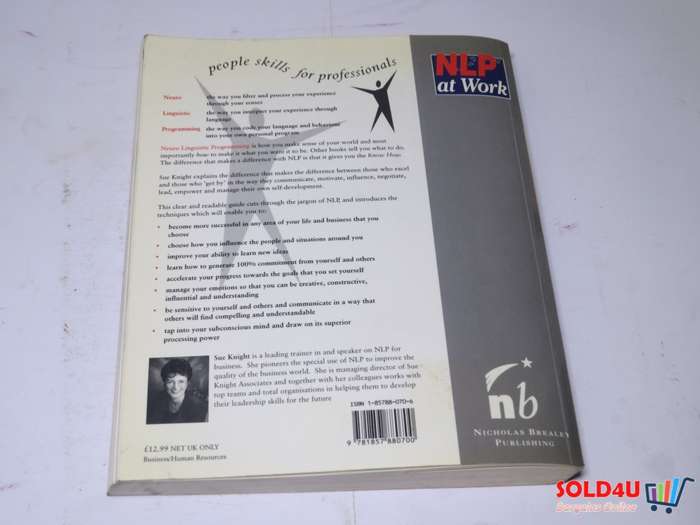 people skills for professionals
NLP
at Work
Neuro the way you filter and process your experience
through your senses
Linguistic the way you interpret your experience through
language
Programming the way you code your language and behaviour
into your own personal program
Neuro Linguistic Programming is how you make sense of your world and most
importantly how to make it what you want it to be. Other books tell you what to do.
The difference that makes a difference with NLP is that it gives you the Know How.
Sue Knight explains the difference that makes the difference between those who excel
and those who 'get by' in the way they communicate, motivate, influence, negotiate,
lead, empower and manage their own self-development.
This clear and readable guide cuts through the jargon of NLP, and introduces the
techniques which will enable you to:
• become more successful in any area of your life and business that you
choose
• choose how you influence the people and situations around you
• improve your ability to learn new ideas
• learn how to generate 100% commitment from yourself and others
• accelerate your progress towards the goals that you set yourself
• manage your emotions so that you can be creative, constructive,
influential and understanding
• be sensitive to yourself and others and communicate in a way that
others will find compelling and understandable
• tap into your subconscious mind and draw on its superior
processing power
Sue Knight is a leading trainer in and speaker on NLP for
business. She pioneers the special use of NLP to improve the
quality of the business world. She is managing director of Sue
Knight Associates and together with her colleagues works with
top teams and total organisations in helping them to develop
their leadership skills for the future
ISBN 1-85788-070-6
9 781857 880700
£12.99 NET UK ONLY
Business/Human Resources
nb
NICHOLAS BREALEY
PUBLISHING
SOLD4U
Bargains Online